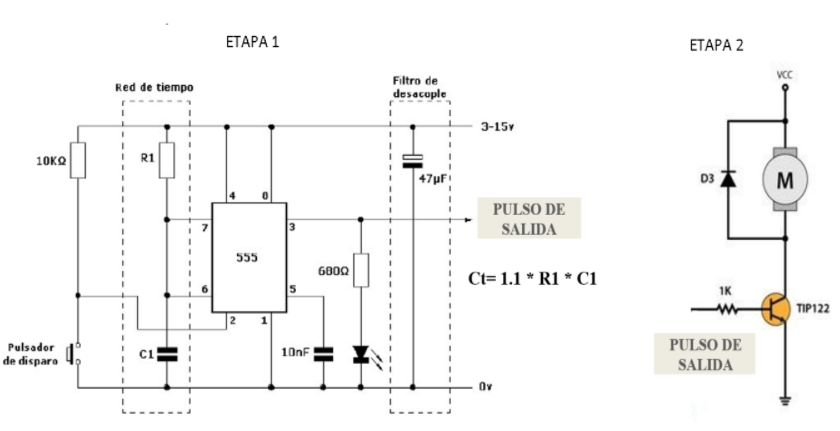 ETAPA 1
ETAPA 2
Red de tiempo
Filtro de
desacople
VCC
3-15v
10KΩ
R1
47µF
D3
M
4
8
7
3
555
PULSO DE
SALIDA
680Ω
Ct= 1.1 * R1 * C1
6
5
2
1
1K
TIP122
Pulsador
de disparo
C1
10nF
PULSO DE
SALIDA
0v